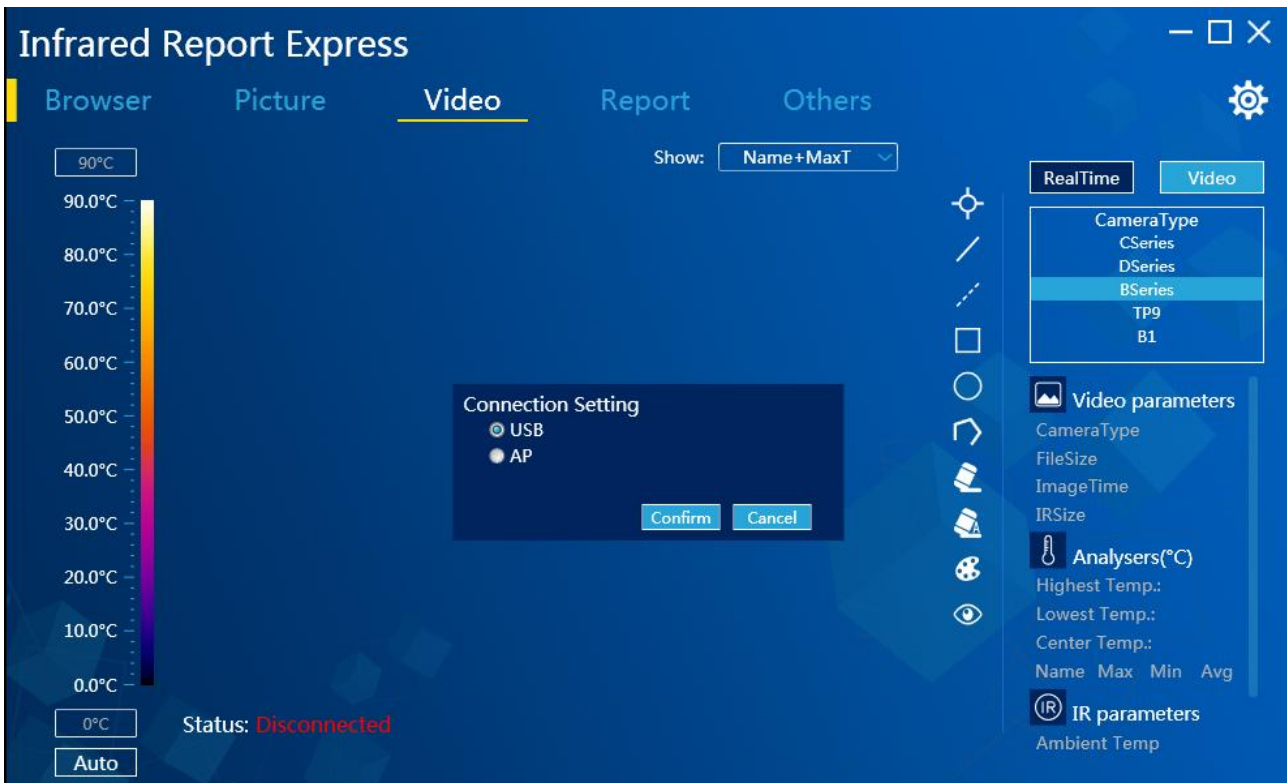 Infrared Report Express
Browser Picture Video Report Others
90°C
Show: Name+MaxT
90.0°C
80.0°C
70.0°C
60.0°C
50.0°C
40.0°C
30.0°C
20.0°C
10.0°C
0.0°C
0°C
Auto
Status: Disconnected
Connection Setting
USB
AP
Confirm Cancel
A
RealTime Video
CameraType
CSeries
DSeries
BSeries
TP9
B1
Video parameters
CameraType
FileSize
ImageTime
IRSize
Analysers(°C)
Highest Temp.:
Lowest Temp.:
Center Temp.:
Name Max Min Avg
IR IR parameters
Ambient Temp